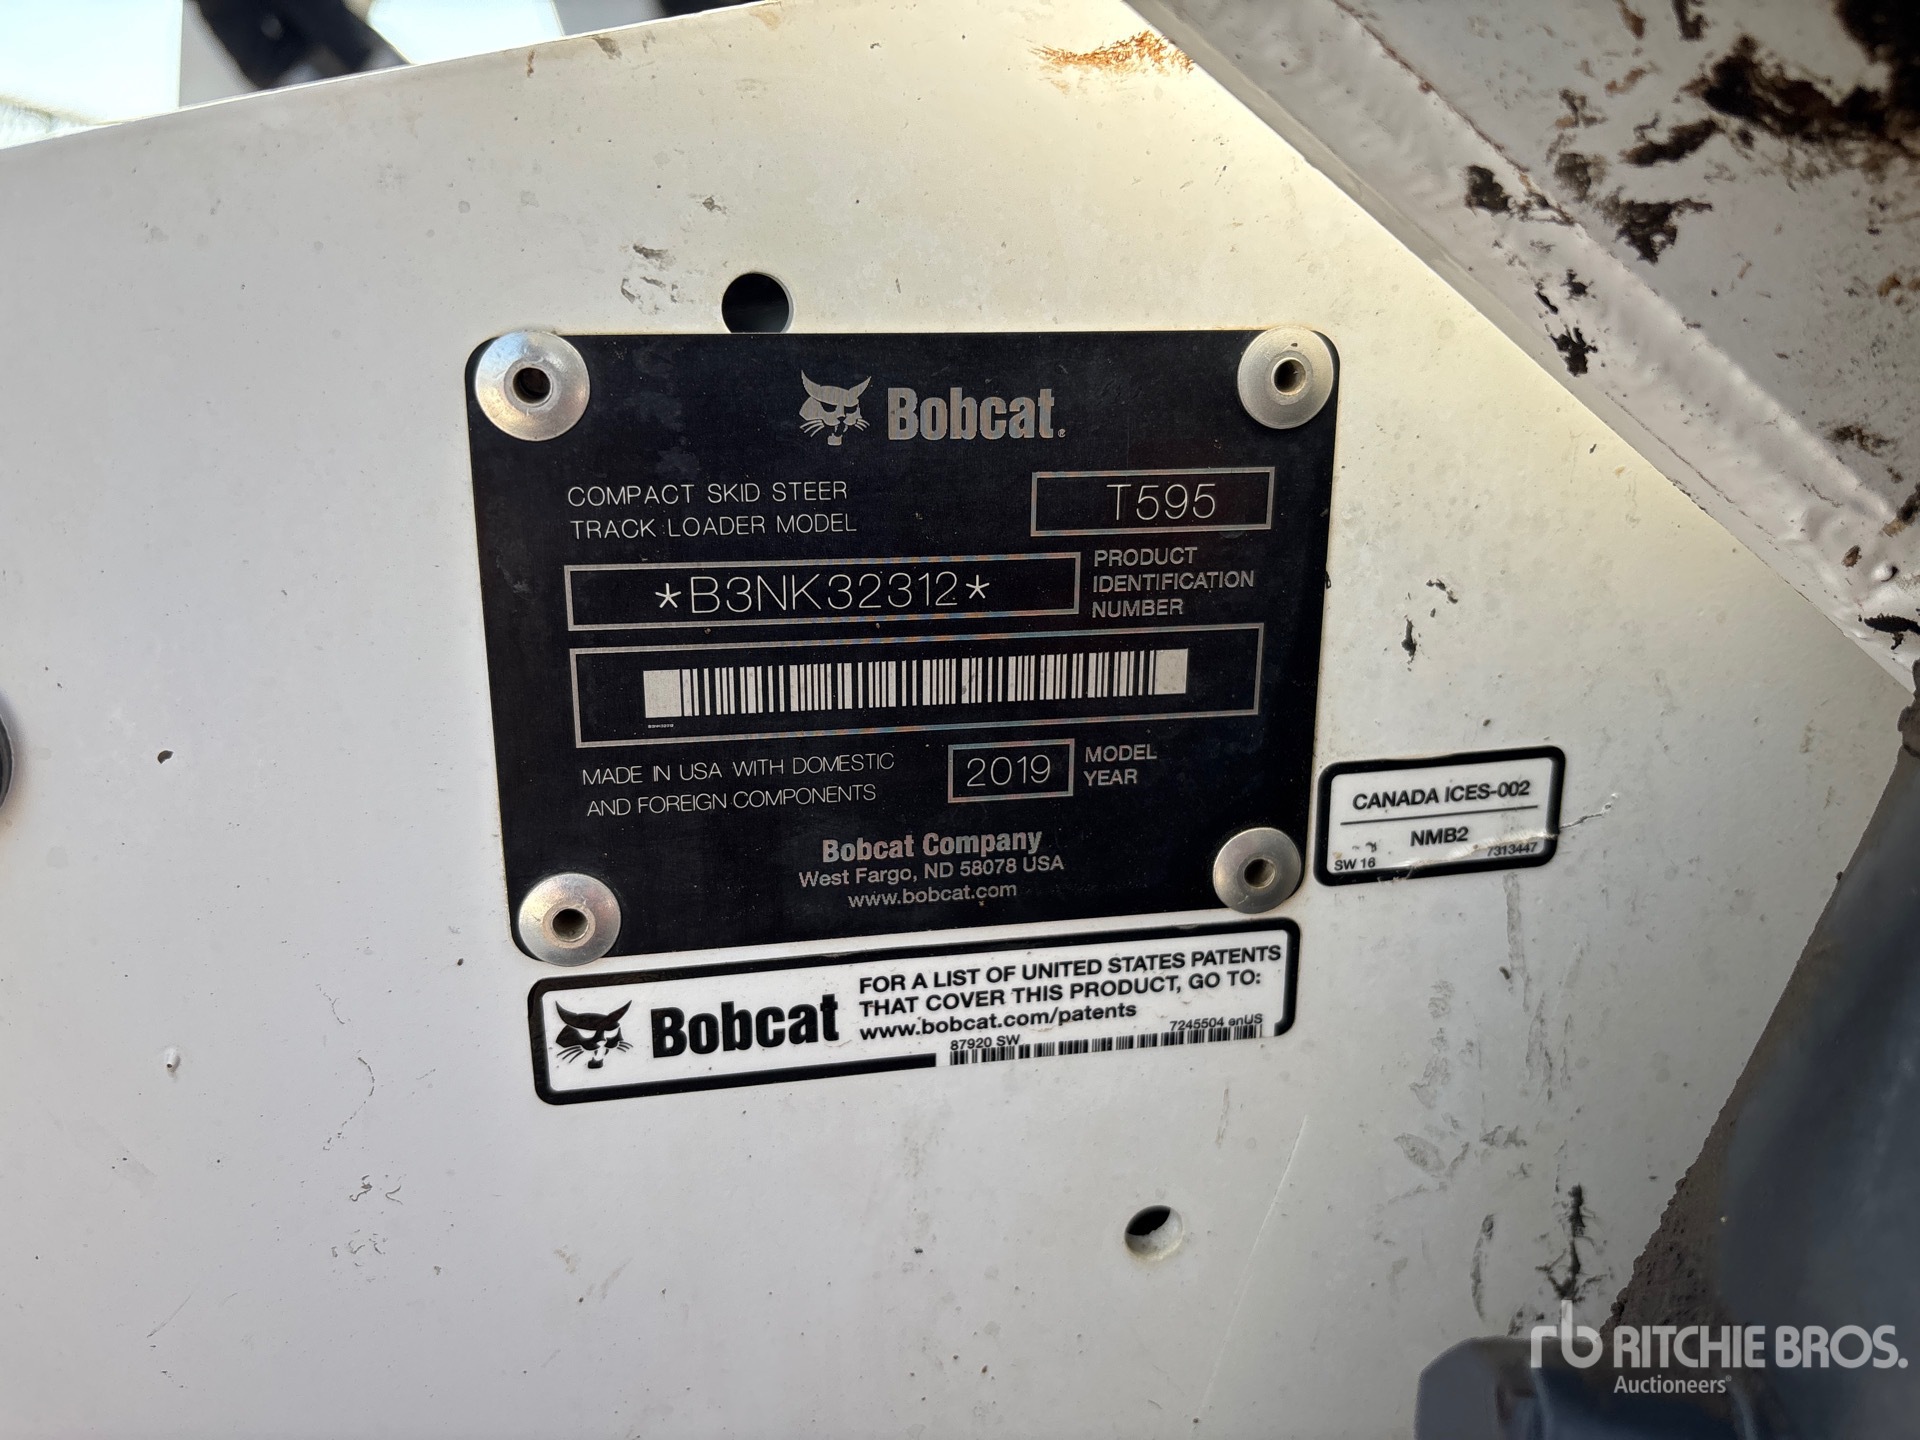 Bobcat®
COMPACT SKID STEER
TRACK LOADER MODEL
T595
*B3NK32312*
PRODUCT
IDENTIFICATION
NUMBER
MADE IN USA WITH DOMESTIC
AND FOREIGN COMPONENTS
2019
MODEL
YEAR
Bobcat Company
West Fargo, ND 58078 USA
www.bobcat.com
CANADA ICES-002
NMB2
SW 16
7313447
Bobcat
FOR A LIST OF UNITED STATES PATENTS
THAT COVER THIS PRODUCT, GO TO:
www.bobcat.com/patents
87920 SW
7245504 enUS
rb RITCHIE BROS.
Auctioneers®